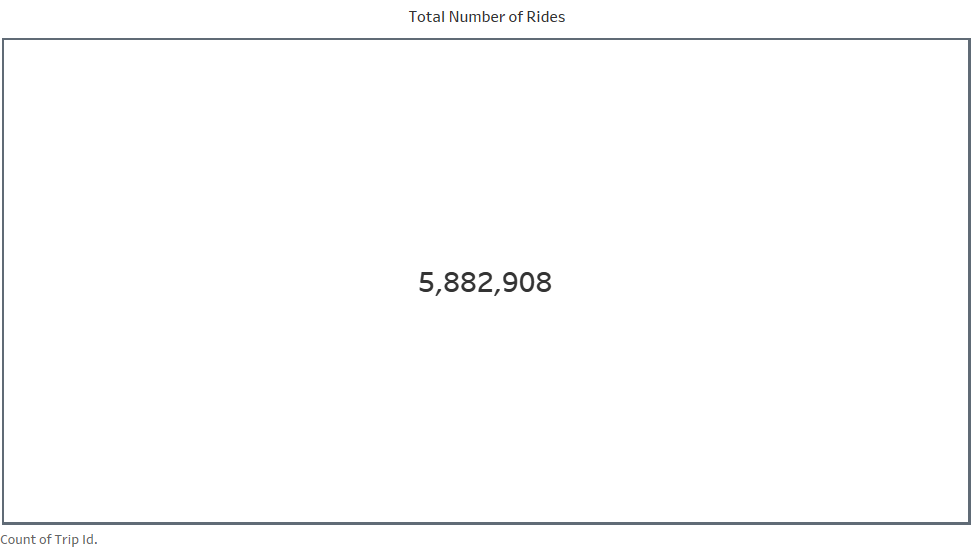 Total Number of Rides
5,882,908
Count of Trip Id.